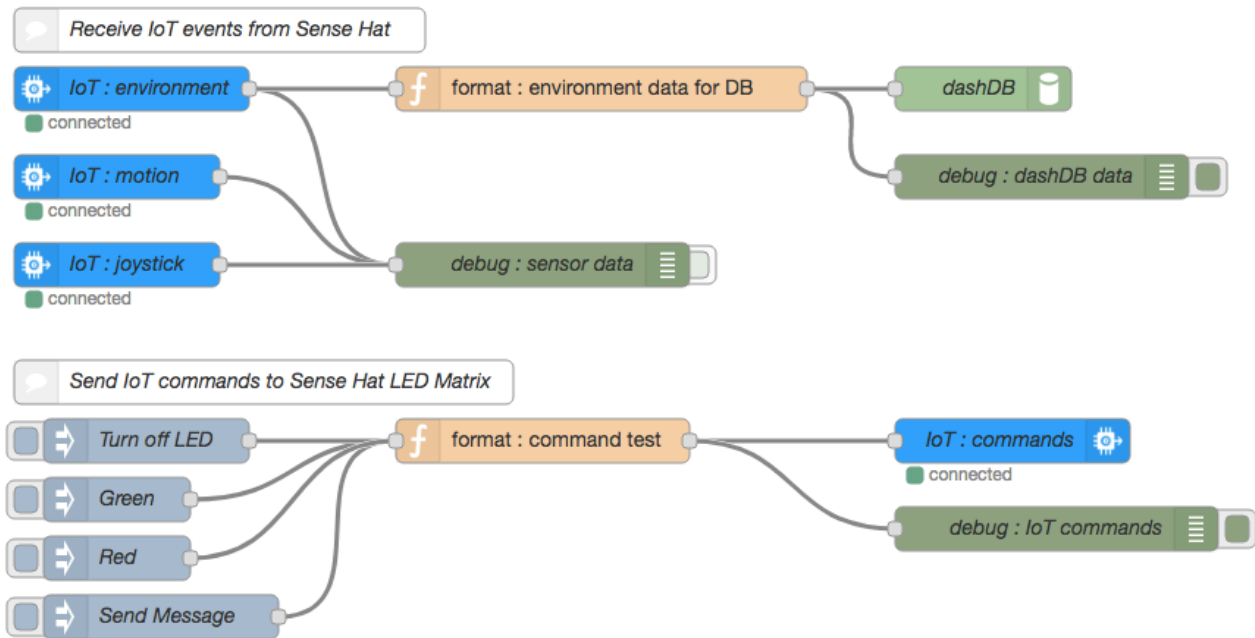 Receive IoT events from Sense Hat
IoT : environment
format : environment data for DB
dashDB
connected
IoT : motion
debug : dashDB data
connected
IoT : joystick
debug : sensor data
connected
Send IoT commands to Sense Hat LED Matrix
Turn off LED
format : command test
IoT : commands
connected
Green
debug : IoT commands
Red
Send Message